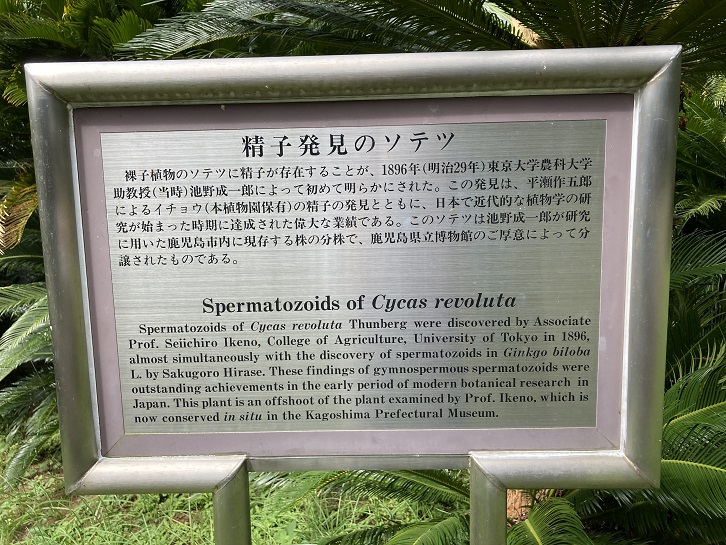 精子発見のソテツ
裸子植物のソテツに精子が存在することが、1896年(明治29年)東京大学農科大学
助教授(当時)池野成一郎によって初めて明らかにされた。この発見は、平瀬作五郎
によるイチョウ(本植物園保有)の精子の発見とともに、日本で近代的な植物学の研
究が始まった時期に達成された偉大な業績である。このソテツは池野成一郎が研究
に用いた鹿児島市内に現存する株の分株で、鹿児島県立博物館のご厚意によって分
譲されたものである。
Spermatozoids of Cycas revoluta
Spermatozoids of Cycas revoluta Thunberg were discovered by Associate
Prof. Seiichiro Ikeno, College of Agriculture, University of Tokyo in 1896,
almost simultaneously with the discovery of spermatozoids in Ginkgo biloba
L. by Sakugoro Hirase. These findings of gymnospermous spermatozoids were
outstanding achievements in the early period of modern botanical research in
Japan. This plant is an offshoot of the plant examined by Prof. Ikeno, which is
now conserved in situ in the Kagoshima Prefectural Museum.